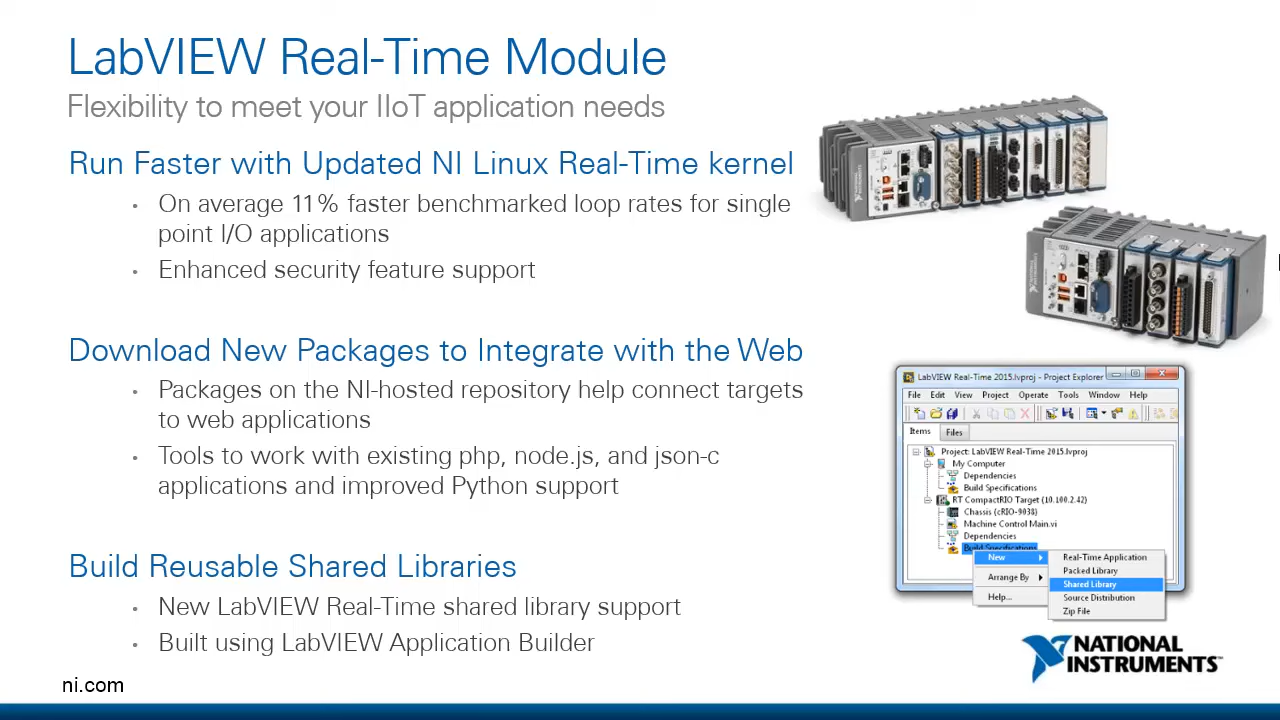 LabVIEW Real-Time Module
Flexibility to meet your IIoT application needs
Run Faster with Updated NI Linux Real-Time kernel
• On average 11% faster benchmarked loop rates for single
point I/O applications
• Enhanced security feature support
Download New Packages to Integrate with the Web
• Packages on the NI-hosted repository help connect targets
to web applications
• Tools to work with existing php, node.js, and json-c
applications and improved Python support
Build Reusable Shared Libraries
• New LabVIEW Real-Time shared library support
• Built using LabVIEW Application Builder
ni.com
NATIONAL
INSTRUMENTS
LabVIEW Real-Time 2015.lvproj - Project Explorer
File Edit View Project Operate Tools Window Help
Items Files
Project: LabVIEW Real-Time 2015.lvproj
My Computer
Dependencies
Build Specifications
RT CompactRIO Target (10.100.2.42)
Chassis (cRIO-9038)
Machine Control Main.vi
Dependencies
Build Specifications
New
Arrange By
Help...
Real-Time Application
Packed Library
Shared Library
Source Distribution
Zip File
NATIONAL
INSTRUMENTS™